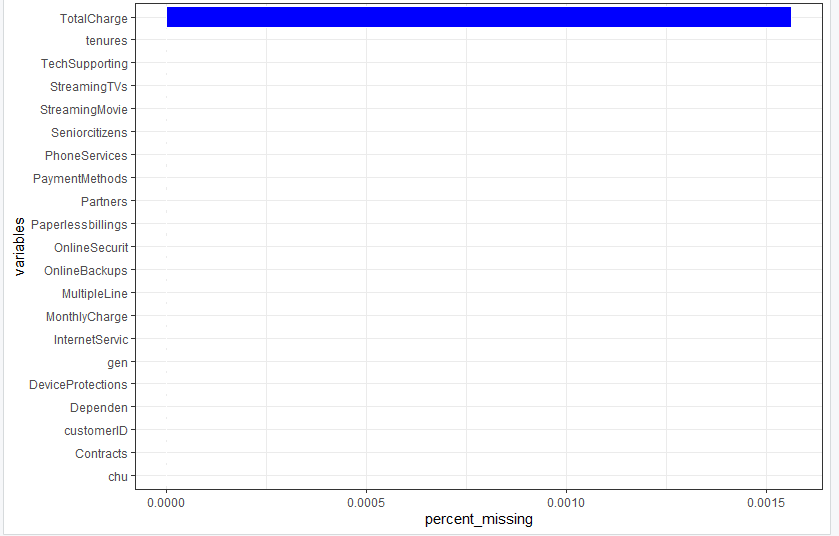 TotalCharge
tenures
TechSupporting
StreamingTVs
StreamingMovie
Seniorcitizens
PhoneServices
PaymentMethods
Partners
Paperlessbillings
OnlineSecurit
OnlineBackups
MultipleLine
MonthlyCharge
InternetServic
gen
DeviceProtections
Dependen
customerID
Contracts
chu
variables
0.0000 0.0005 0.0010 0.0015
percent_missing